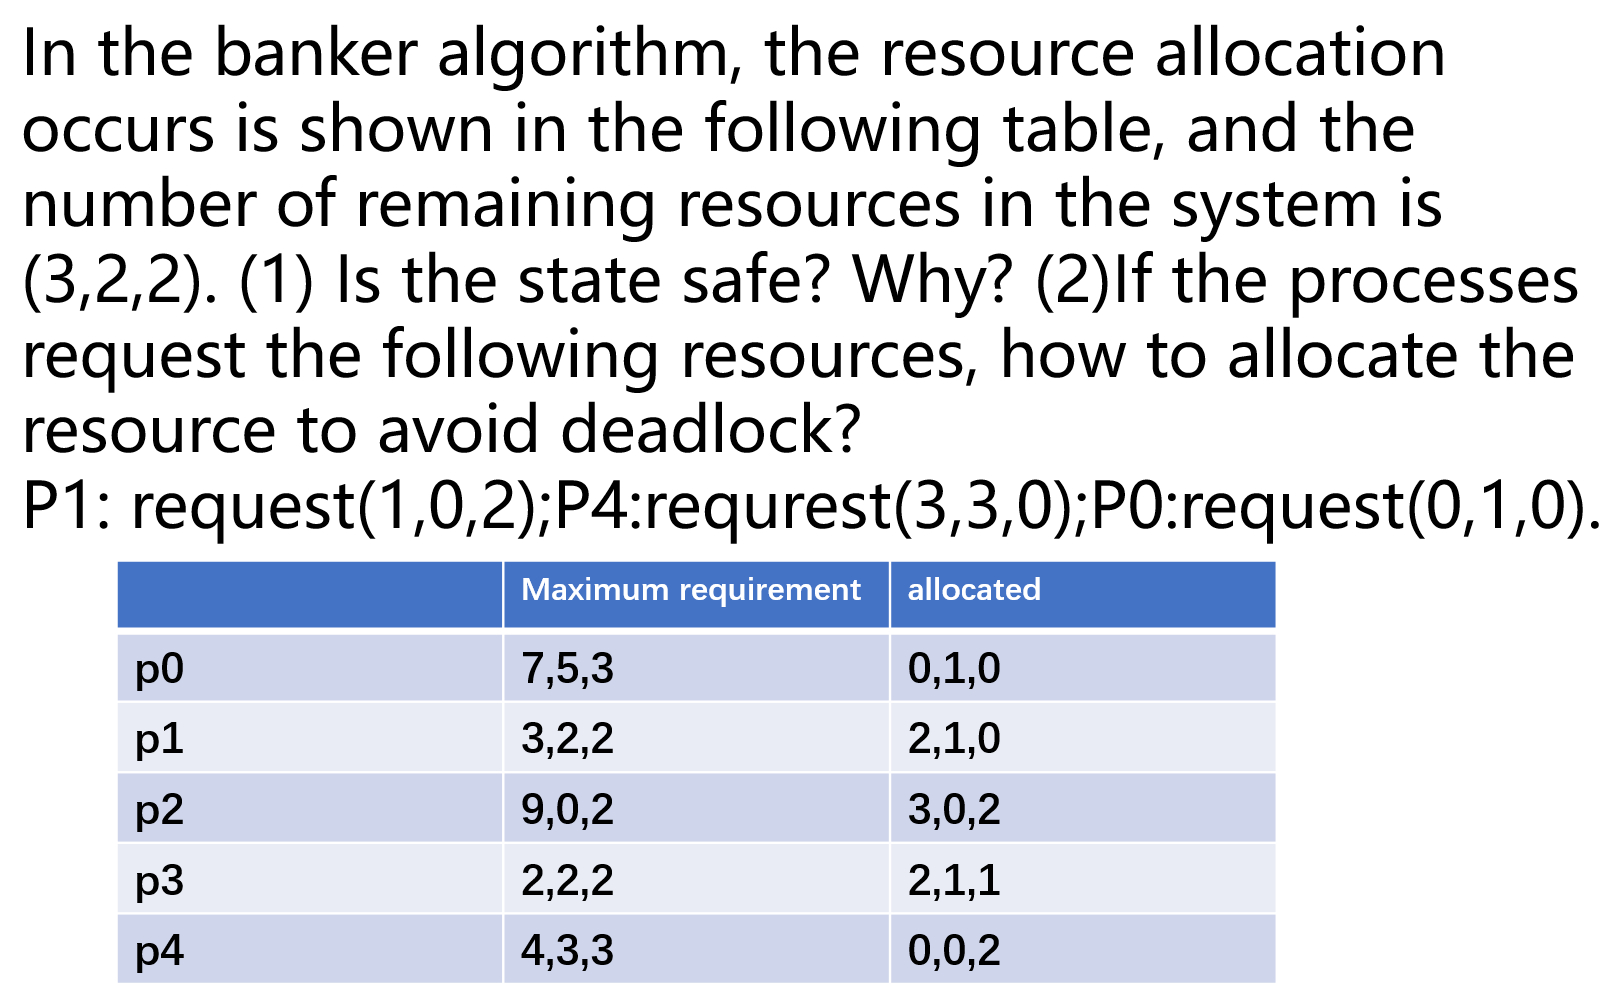 In the banker algorithm, the resource allocation
occurs is shown in the following table, and the
number of remaining resources in the system is
(3,2,2). (1) Is the state safe? Why? (2)If the processes
request the following resources, how to allocate the
resource to avoid deadlock?
P1: request(1,0,2);P4:requrest(3,3,0);P0:request(0,1,0).
Maximum requirement allocated
p0 7,5,3 0,1,0
p1 3,2,2 2,1,0
p2 9,0,2 3,0,2
p3 2,2,2 2,1,1
p4 4,3,3 0,0,2